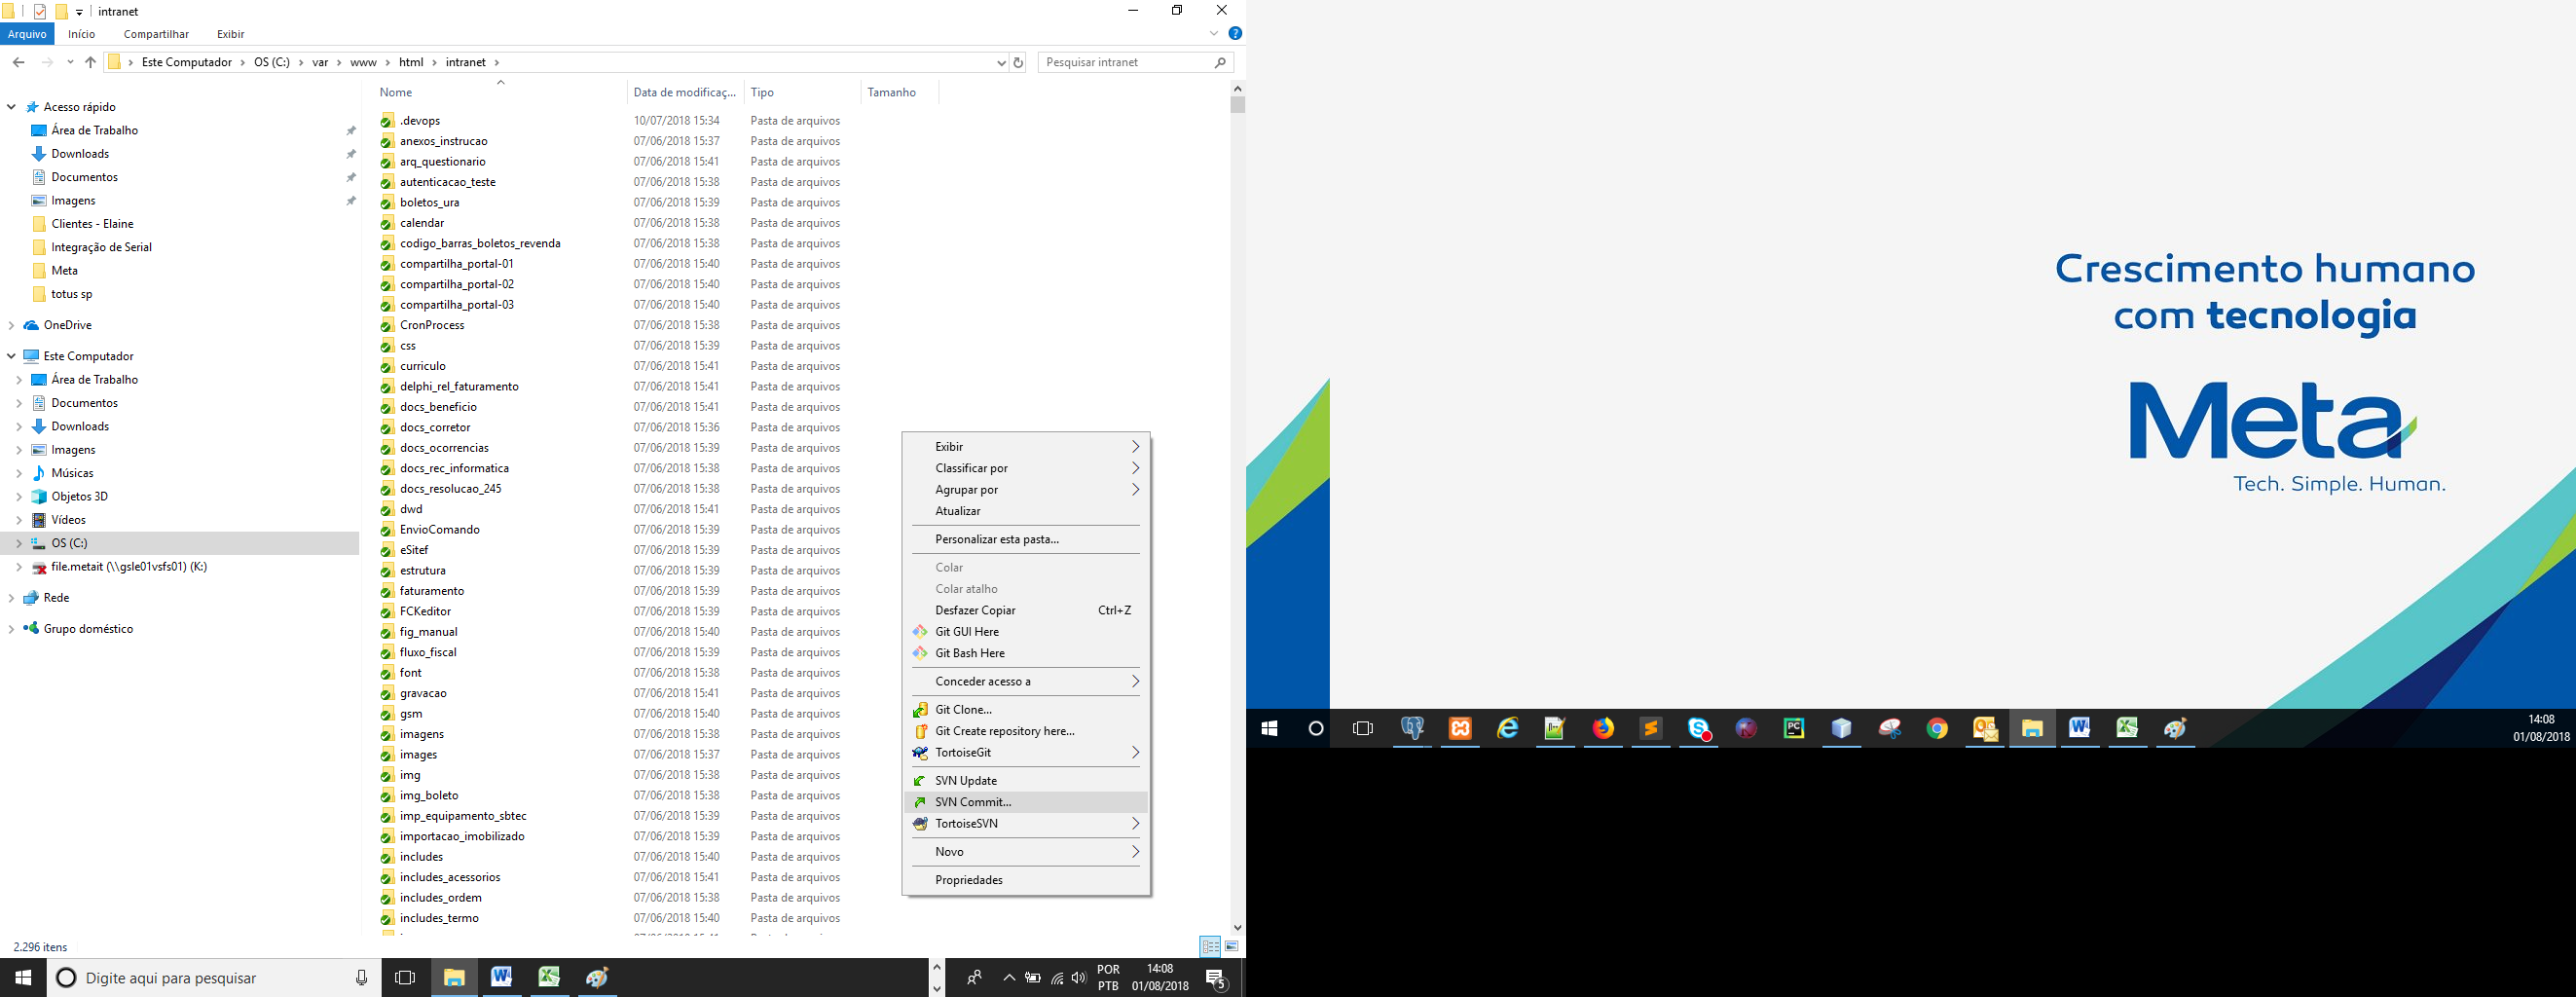 intranet
Arquivo Início Compartilhar Exibir
Este Computador OS (C:) var www html intranet
Pesquisar intranet
Acesso rápido
Área de Trabalho
Downloads
Documentos
Imagens
Clientes - Elaine
Integração de Serial
Meta
totus sp
OneDrive
Este Computador
Área de Trabalho
Documentos
Downloads
Imagens
Músicas
Objetos 3D
Vídeos
OS (C:)
file.metait (\\gsle01vsfs01) (K:)
Rede
Grupo doméstico
Nome Data de modificaç... Tipo Tamanho
.devops 10/07/2018 15:34 Pasta de arquivos
anexos_instrucao 07/06/2018 15:37 Pasta de arquivos
arq_questionario 07/06/2018 15:41 Pasta de arquivos
autenticacao_teste 07/06/2018 15:38 Pasta de arquivos
boletos_ura 07/06/2018 15:39 Pasta de arquivos
calendar 07/06/2018 15:38 Pasta de arquivos
codigo_barras_boletos_revenda 07/06/2018 15:38 Pasta de arquivos
compartilha_portal-01 07/06/2018 15:40 Pasta de arquivos
compartilha_portal-02 07/06/2018 15:40 Pasta de arquivos
compartilha_portal-03 07/06/2018 15:40 Pasta de arquivos
CronProcess 07/06/2018 15:38 Pasta de arquivos
css 07/06/2018 15:39 Pasta de arquivos
curriculo 07/06/2018 15:41 Pasta de arquivos
delphi_rel_faturamento 07/06/2018 15:41 Pasta de arquivos
docs_beneficio 07/06/2018 15:41 Pasta de arquivos
docs_corretor 07/06/2018 15:36 Pasta de arquivos
docs_ocorrencias 07/06/2018 15:39 Pasta de arquivos
docs_rec_informatica 07/06/2018 15:38 Pasta de arquivos
docs_resolucao_245 07/06/2018 15:38 Pasta de arquivos
dwd 07/06/2018 15:41 Pasta de arquivos
EnvioComando 07/06/2018 15:39 Pasta de arquivos
eSitef 07/06/2018 15:39 Pasta de arquivos
estrutura 07/06/2018 15:39 Pasta de arquivos
faturamento 07/06/2018 15:39 Pasta de arquivos
FCKeditor 07/06/2018 15:39 Pasta de arquivos
fig_manual 07/06/2018 15:40 Pasta de arquivos
fluxo_fiscal 07/06/2018 15:39 Pasta de arquivos
font 07/06/2018 15:38 Pasta de arquivos
gravacao 07/06/2018 15:41 Pasta de arquivos
gsm 07/06/2018 15:40 Pasta de arquivos
imagens 07/06/2018 15:38 Pasta de arquivos
images 07/06/2018 15:37 Pasta de arquivos
img 07/06/2018 15:38 Pasta de arquivos
img_boleto 07/06/2018 15:38 Pasta de arquivos
imp_equipamento_sbtec 07/06/2018 15:39 Pasta de arquivos
importacao_imobilizado 07/06/2018 15:39 Pasta de arquivos
includes 07/06/2018 15:40 Pasta de arquivos
includes_acessorios 07/06/2018 15:41 Pasta de arquivos
includes_ordem 07/06/2018 15:38 Pasta de arquivos
includes_termo 07/06/2018 15:40 Pasta de arquivos
Exibir
Classificar por
Agrupar por
Atualizar
Personalizar esta pasta...
Colar
Colar atalho
Desfazer Copiar Ctrl+Z
Git GUI Here
Git Bash Here
Conceder acesso a
Git Clone...
Git Create repository here...
TortoiseGit
SVN Update
SVN Commit...
TortoiseSVN
Novo
Propriedades
2.296 itens
Digite aqui para pesquisar
POR
PTB
14:08
01/08/2018
5
Crescimento humano
com tecnologia
Meta
Tech. Simple. Human.
PC
14:08
01/08/2018